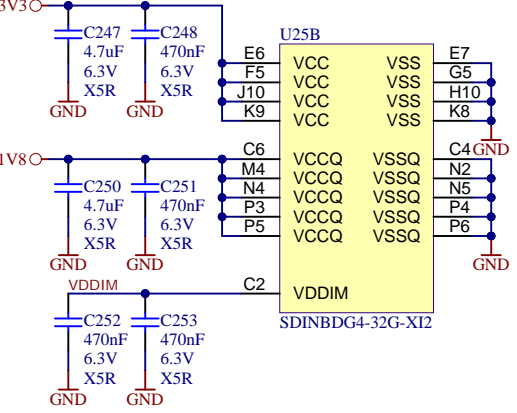 3V3
C247
4.7uF
6.3V
X5R
GND
C248
470nF
6.3V
X5R
GND
U25B
E6 VCC VSS E7
F5 VCC VSS G5
J10 VCC VSS H10
K9 VCC VSS K8
GND
1V8
C250
4.7uF
6.3V
X5R
GND
C251
470nF
6.3V
X5R
GND
C6 VCCQ VSSQ C4
M4 VCCQ VSSQ N2
N4 VCCQ VSSQ N5
P3 VCCQ VSSQ P4
P5 VCCQ VSSQ P6
GND
VDDIM
C2 VDDIM
SDINBDG4-32G-XI2
C252
470nF
6.3V
X5R
GND
C253
470nF
6.3V
X5R
GND